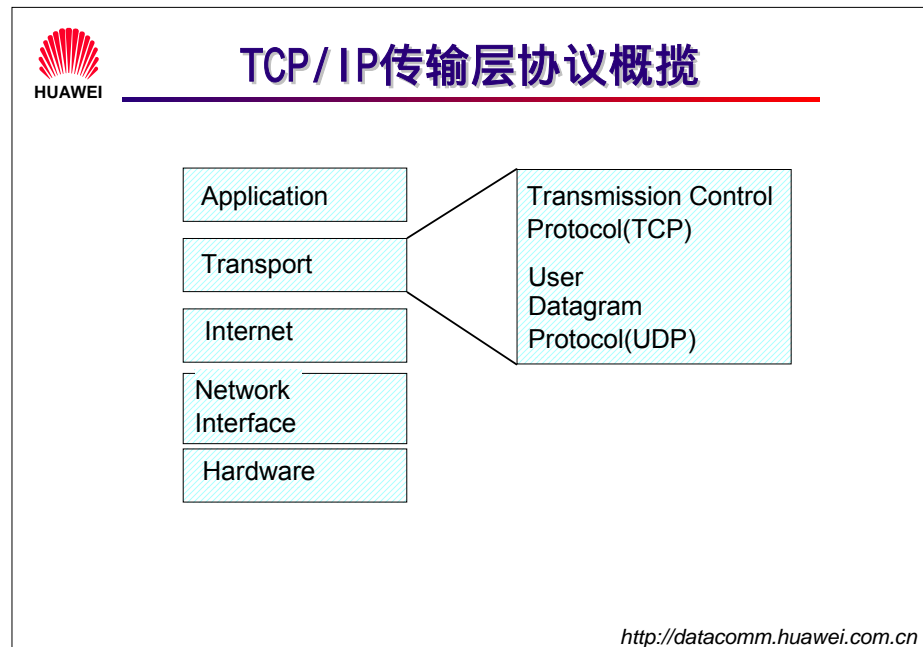 HUAWEI
TCP/IP传输层协议概揽
Application
Transport
Internet
Network
Interface
Hardware
Transmission Control
Protocol(TCP)
User
Datagram
Protocol(UDP)
http://datacomm.huawei.com.cn